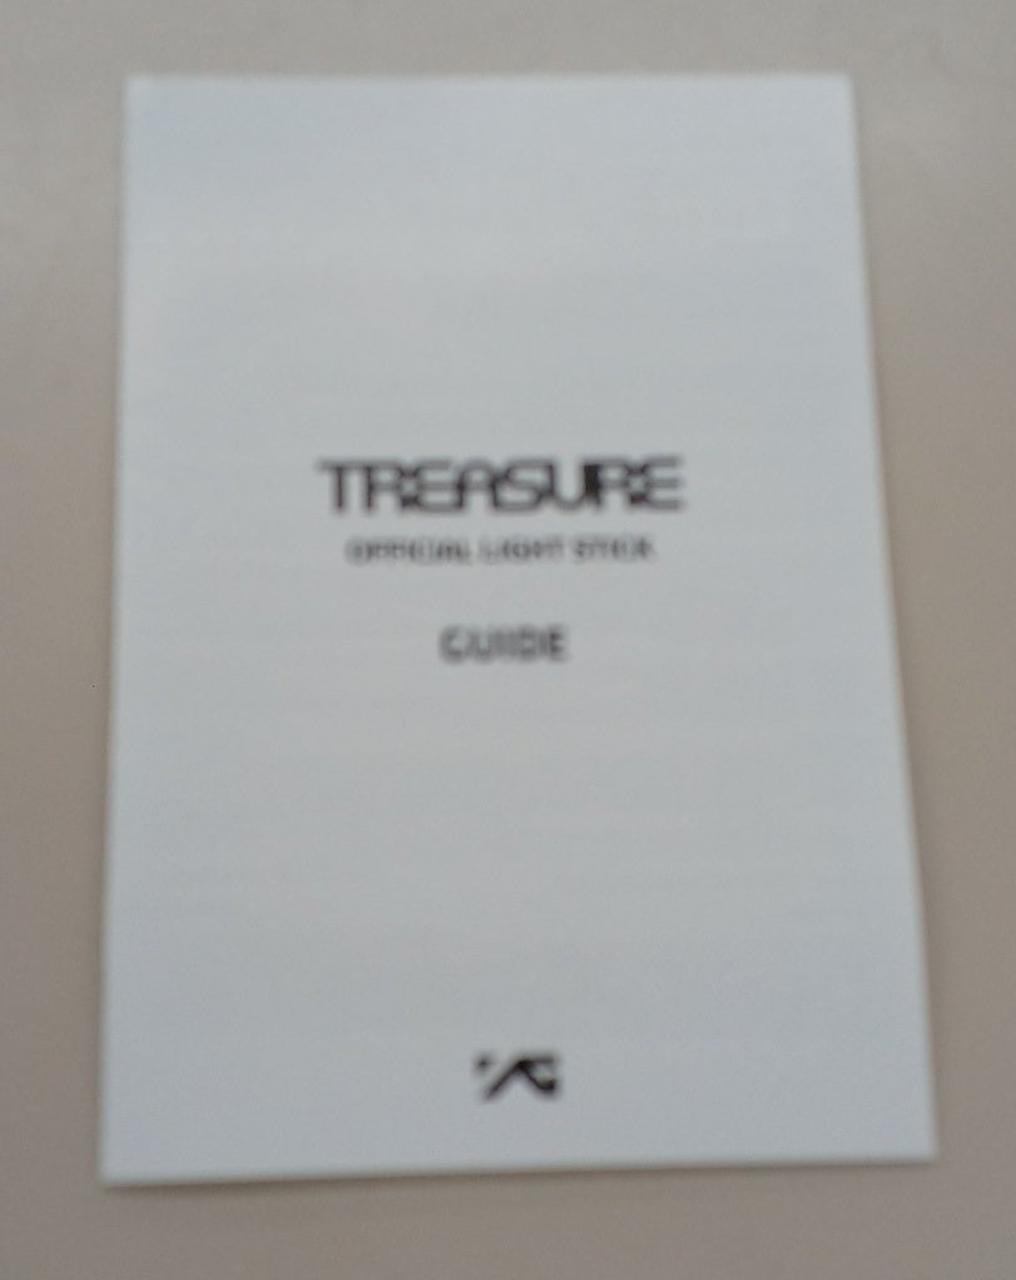 TREASURE
OFFICIAL LIGHT STICK
GUIDE
YG